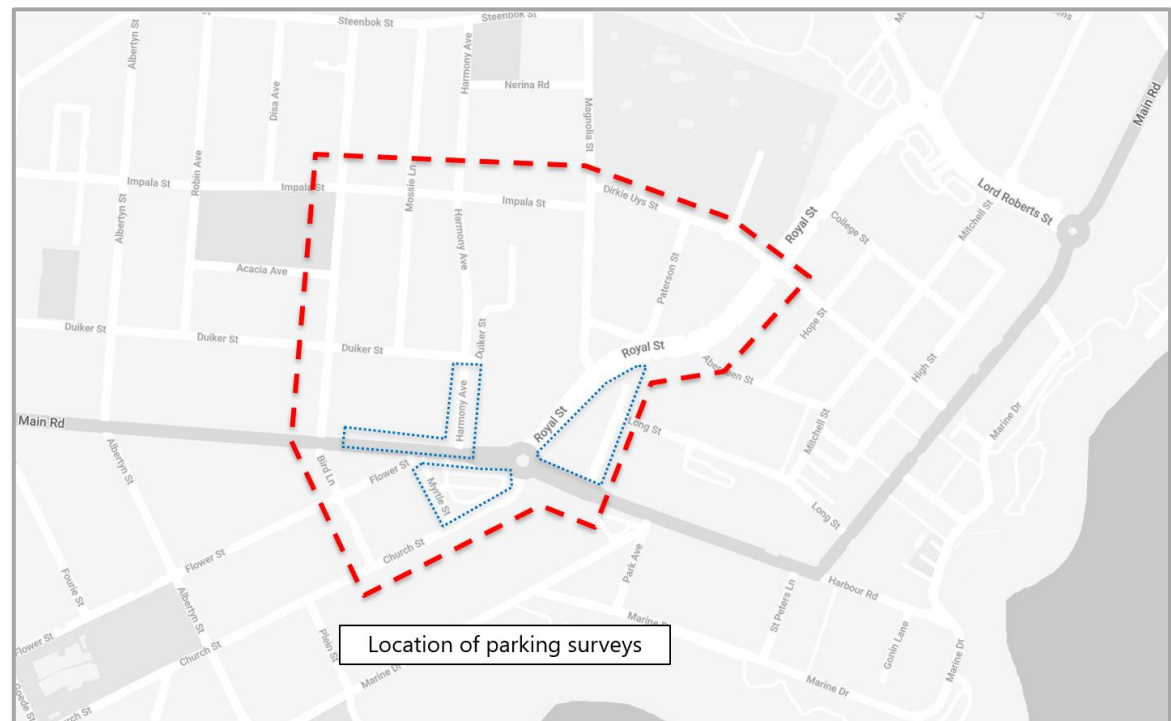 Steenbok St
Steenbok St
Albertyn St
Disa Ave
Harmony Ave
Nerina Rd
Magnolia St
Main Rd
Robin Ave
Mossie Ln
Impala St
Impala St
Impala St
Dirkie Uys St
Lord Roberts St
Mitchell St
College St
Royal St
Albertyn St
Harmony Ave
Paterson St
Acacia Ave
Hope St
Duiker St
Duiker St
Duiker St
Duiker St
Royal St
Aberdeen St
High St
Marine Dr
Main Rd
Harmony Ave
Royal St
Long St
Mitchell St
Albertyn St
Bird Ln
Flower St
Myrtle St
Long St
Church St
Flower St
Fourie St
Albertyn St
Park Ave
St Peters Ln
Harbour Rd
Gonin Lane
Marine Dr
Flower St
Church St
Plein St
Location of parking surveys
Marine Dr
Marine Dr
Goede St
Church St